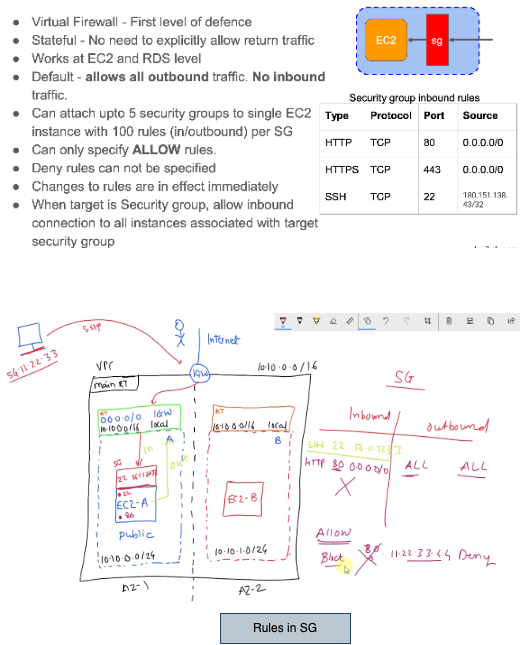 Virtual Firewall - First level of defence
Stateful - No need to explicitly allow return traffic
Works at EC2 and RDS level
Default - allows all outbound traffic. No inbound
traffic.
Can attach upto 5 security groups to single EC2
instance with 100 rules (in/outbound) per SG
Can only specify ALLOW rules.
Deny rules can not be specified
Changes to rules are in effect immediately
When target is Security group, allow inbound
connection to all instances associated with target
security group
EC2
sg
Security group inbound rules
Type Protocol Port Source
HTTP TCP 80 0.0.0.0/0
HTTPS TCP 443 0.0.0.0/0
SSH TCP 22 180.151.138.
43/32
SSH
56.11.22.33
Internet
VPC
IGW
10.10.0.0/16
main RT
RT
0.0.0.0/0 IGW
10.10.0.0/16 local
A
in
out
SG
22
EC2-A
80
public
10.10.0.0/24
AZ-1
RT
10.10.0.0/16 local
B
EC2-B
10.10.1.0/24
AZ-2
SG
Inbound
outbound
SSH 22 56.11.22.33
HTTP 80 0.0.0.0/0 ALL ALL
Allow
Block 80 11.22.33.44 Deny
Rules in SG